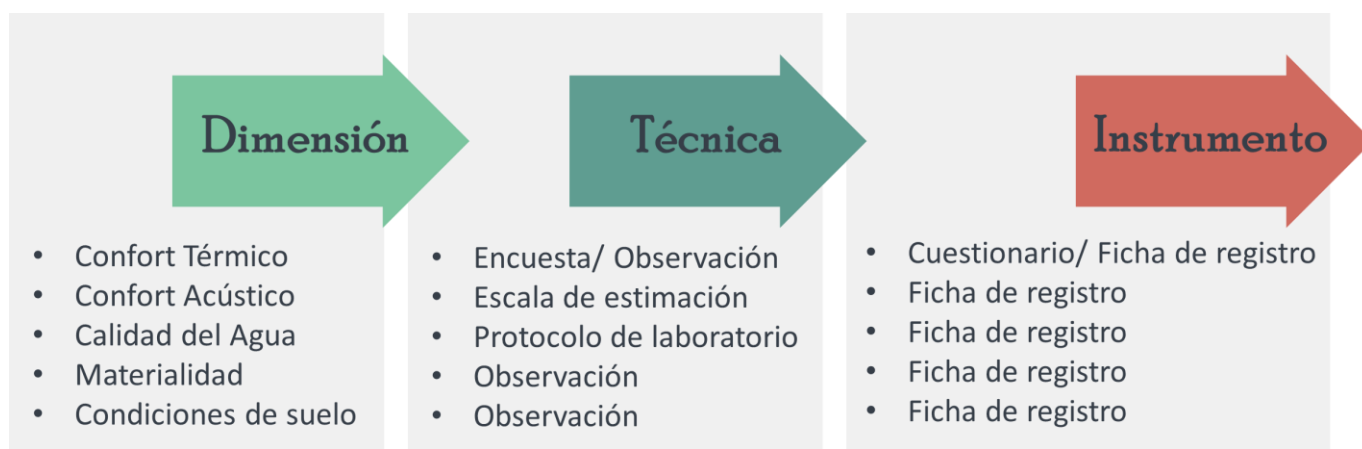 Dimensión
• Confort Térmico
• Confort Acústico
• Calidad del Agua
• Materialidad
• Condiciones de suelo
Técnica
• Encuesta/ Observación
• Escala de estimación
• Protocolo de laboratorio
• Observación
• Observación
Instrumento
• Cuestionario/ Ficha de registro
• Ficha de registro
• Ficha de registro
• Ficha de registro
• Ficha de registro